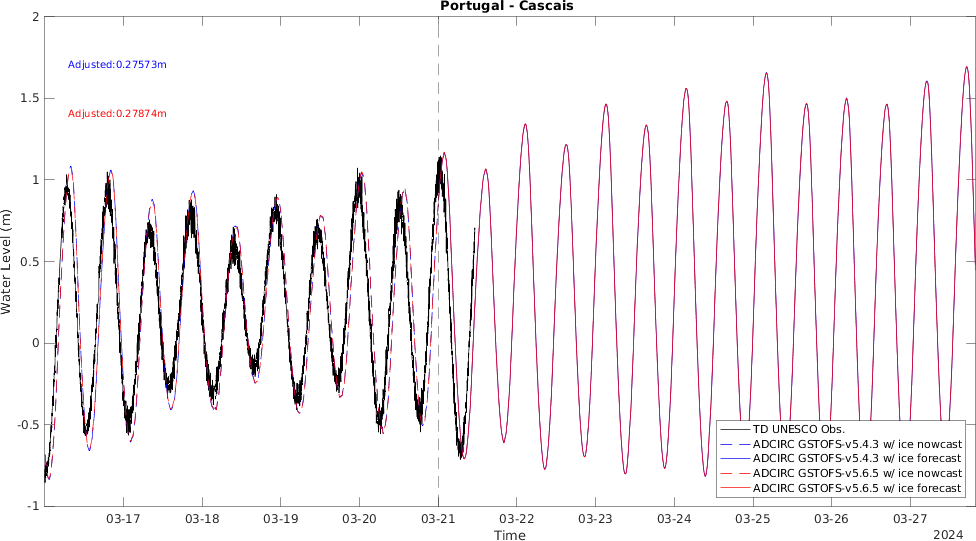 Portugal - Cascais
2
1.5
1
0.5
0
-0.5
-1
Water Level (m)
Adjusted:0.27573m
Adjusted:0.27874m
TD UNESCO Obs.
ADCIRC GSTOFS-v5.4.3 w/ ice nowcast
ADCIRC GSTOFS-v5.4.3 w/ ice forecast
ADCIRC GSTOFS-v5.6.5 w/ ice nowcast
ADCIRC GSTOFS-v5.6.5 w/ ice forecast
03-17 03-18 03-19 03-20 03-21 03-22 03-23 03-24 03-25 03-26 03-27
Time
2024